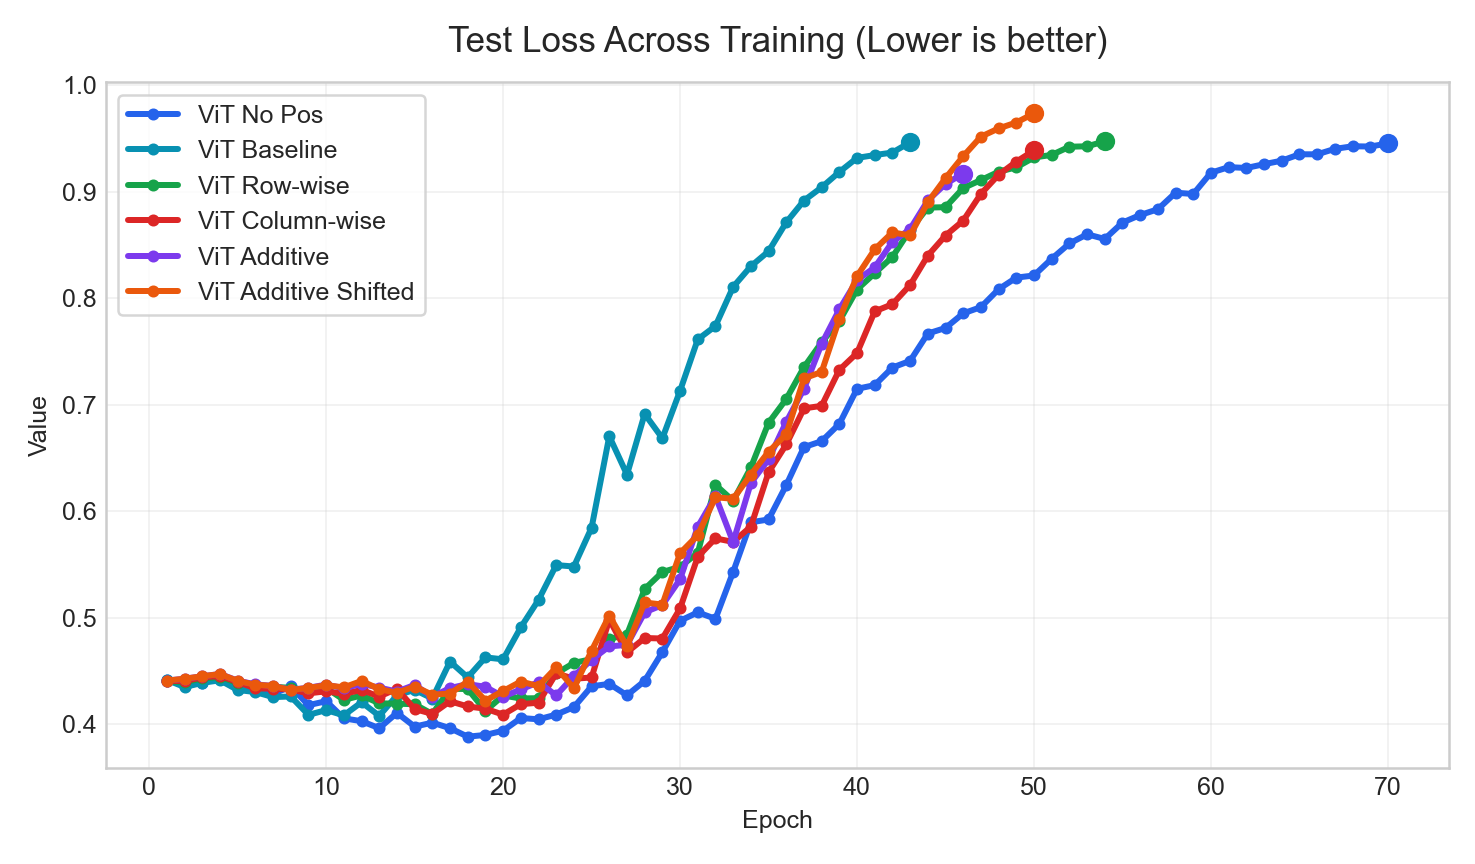 Test Loss Across Training (Lower is better)
1.0
0.9
0.8
0.7
0.6
0.5
0.4
Value
ViT No Pos
ViT Baseline
ViT Row-wise
ViT Column-wise
ViT Additive
ViT Additive Shifted
0 10 20 30 40 50 60 70
Epoch